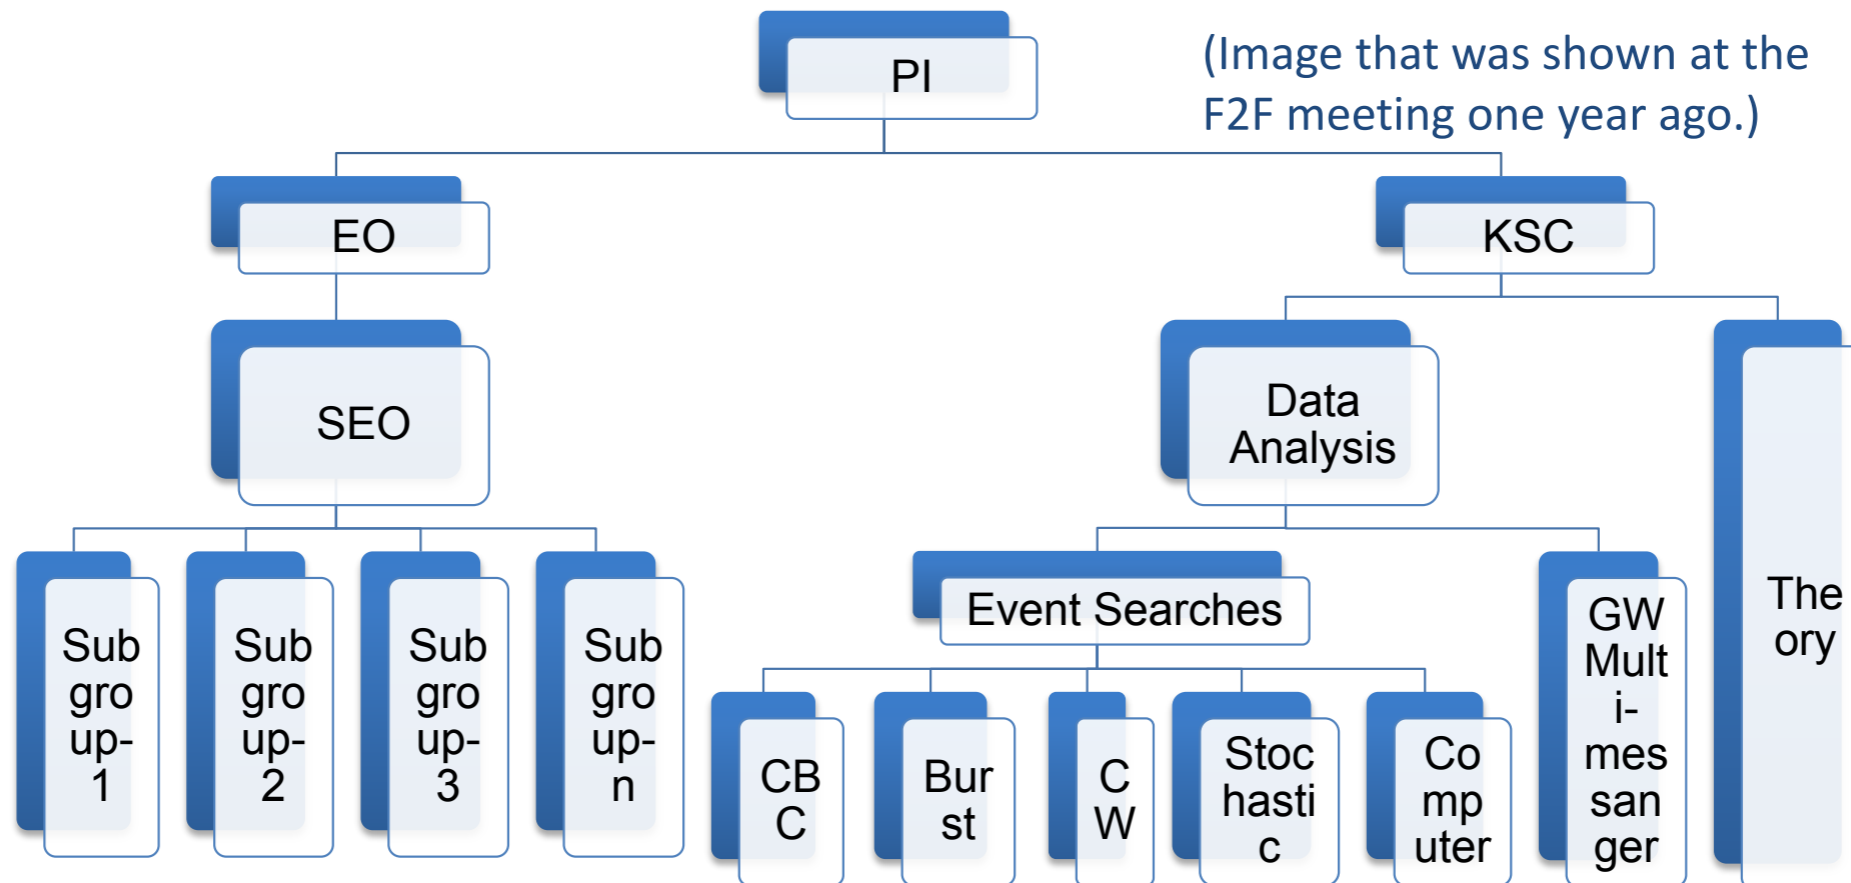 PI
(Image that was shown at the
F2F meeting one year ago.)
EO
KSC
SEO
Data
Analysis
Sub
gro
up-
1
Sub
gro
up-
2
Sub
gro
up-
3
Sub
gro
up-
n
Event Searches
CB
C
Bur
st
C
W
Stoc
hasti
c
Co
mp
uter
GW
Mult
i-
mes
san
ger
The
ory